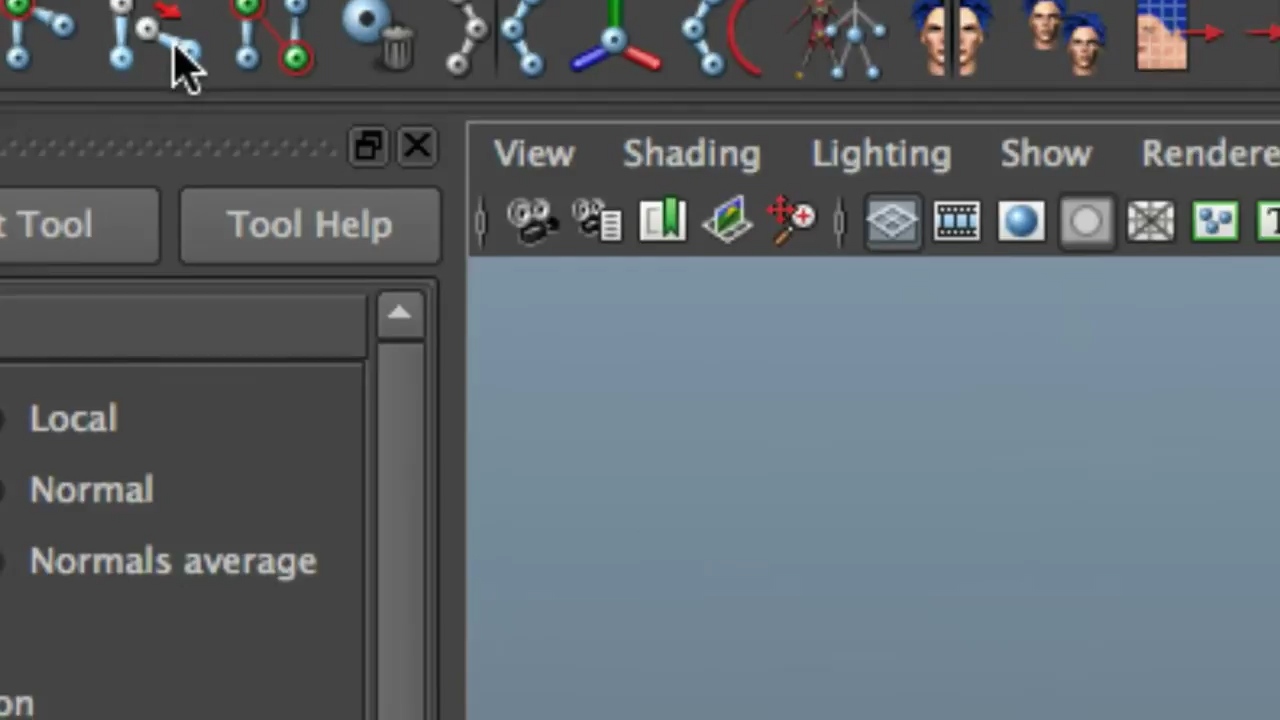 View Shading Lighting Show Rendere
t Tool Tool Help
Local
Normal
Normals average
on